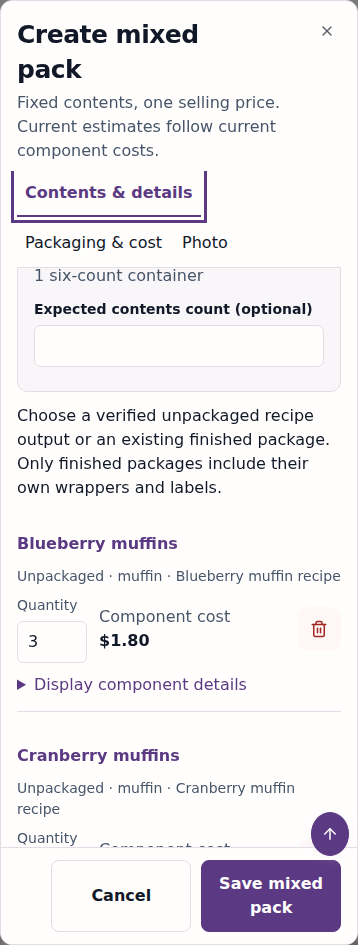 Create mixed
pack
Fixed contents, one selling price.
Current estimates follow current
component costs.
Contents & details
Packaging & cost Photo
1 six-count container
Expected contents count (optional)
Choose a verified unpackaged recipe
output or an existing finished package.
Only finished packages include their
own wrappers and labels.
Blueberry muffins
Unpackaged · muffin · Blueberry muffin recipe
Quantity
Component cost
3
$1.80
Display component details
Cranberry muffins
Unpackaged · muffin · Cranberry muffin
recipe
Quantity
Component cost
Cancel
Save mixed
pack